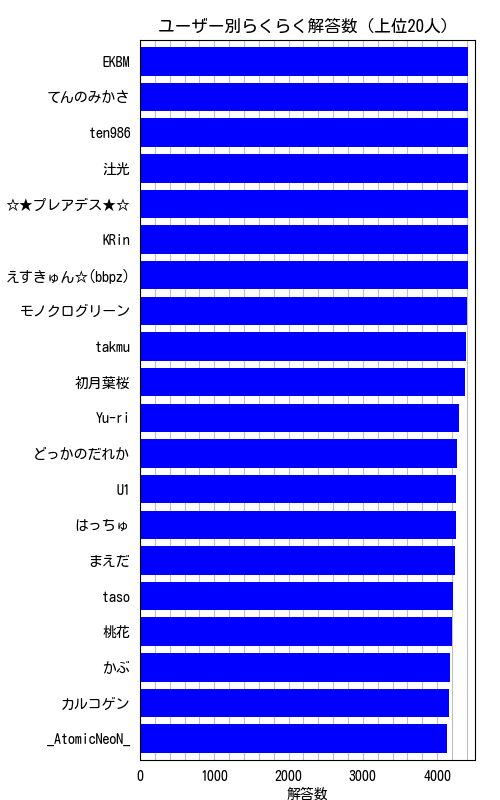 ユーザー別らくらく解答数（上位20人）
EKBM
てんのみかさ
ten986
汢光
☆★プレアデス★☆
KRin
えすきゅん☆(bbpz)
モノクログリーン
takmu
初月葉桜
Yu-ri
どっかのだれか
U1
はっちゅ
まえだ
taso
桃花
かぶ
カルコゲン
_AtomicNeoN_
0 1000 2000 3000 4000
解答数